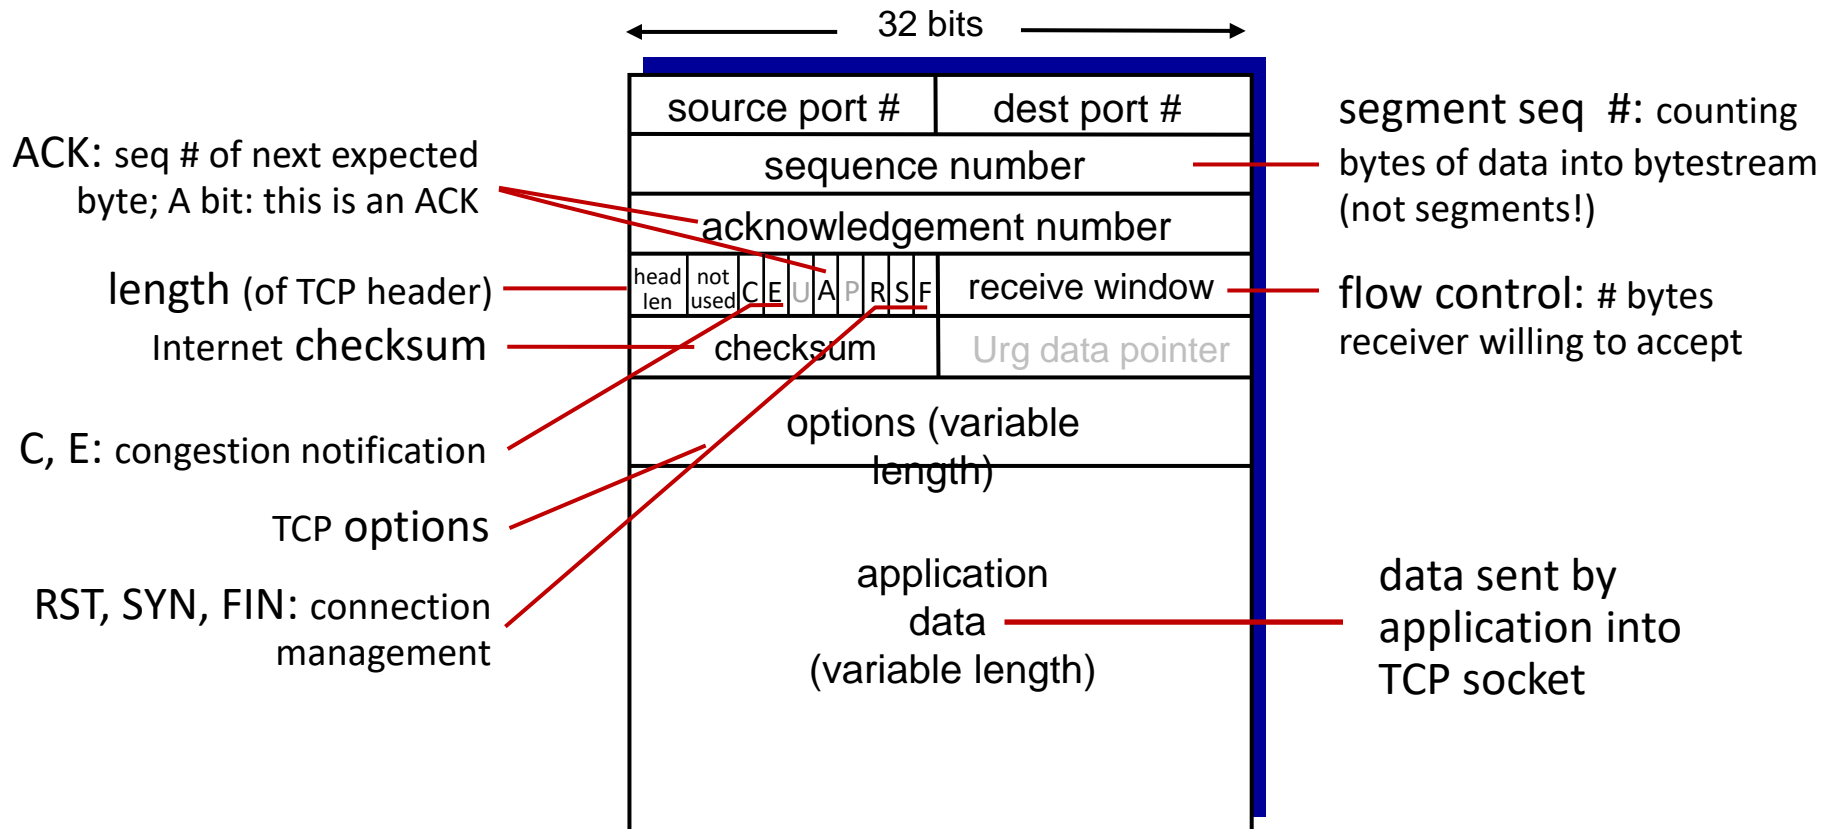 32 bits
source port # dest port #
sequence number
acknowledgement number
head len not used C E U A P R S F receive window
checksum Urg data pointer
options (variable
length)
application
data
(variable length)
ACK: seq # of next expected
byte; A bit: this is an ACK
length (of TCP header)
Internet checksum
C, E: congestion notification
TCP options
RST, SYN, FIN: connection
management
segment seq #: counting
bytes of data into bytestream
(not segments!)
flow control: # bytes
receiver willing to accept
data sent by
application into
TCP socket